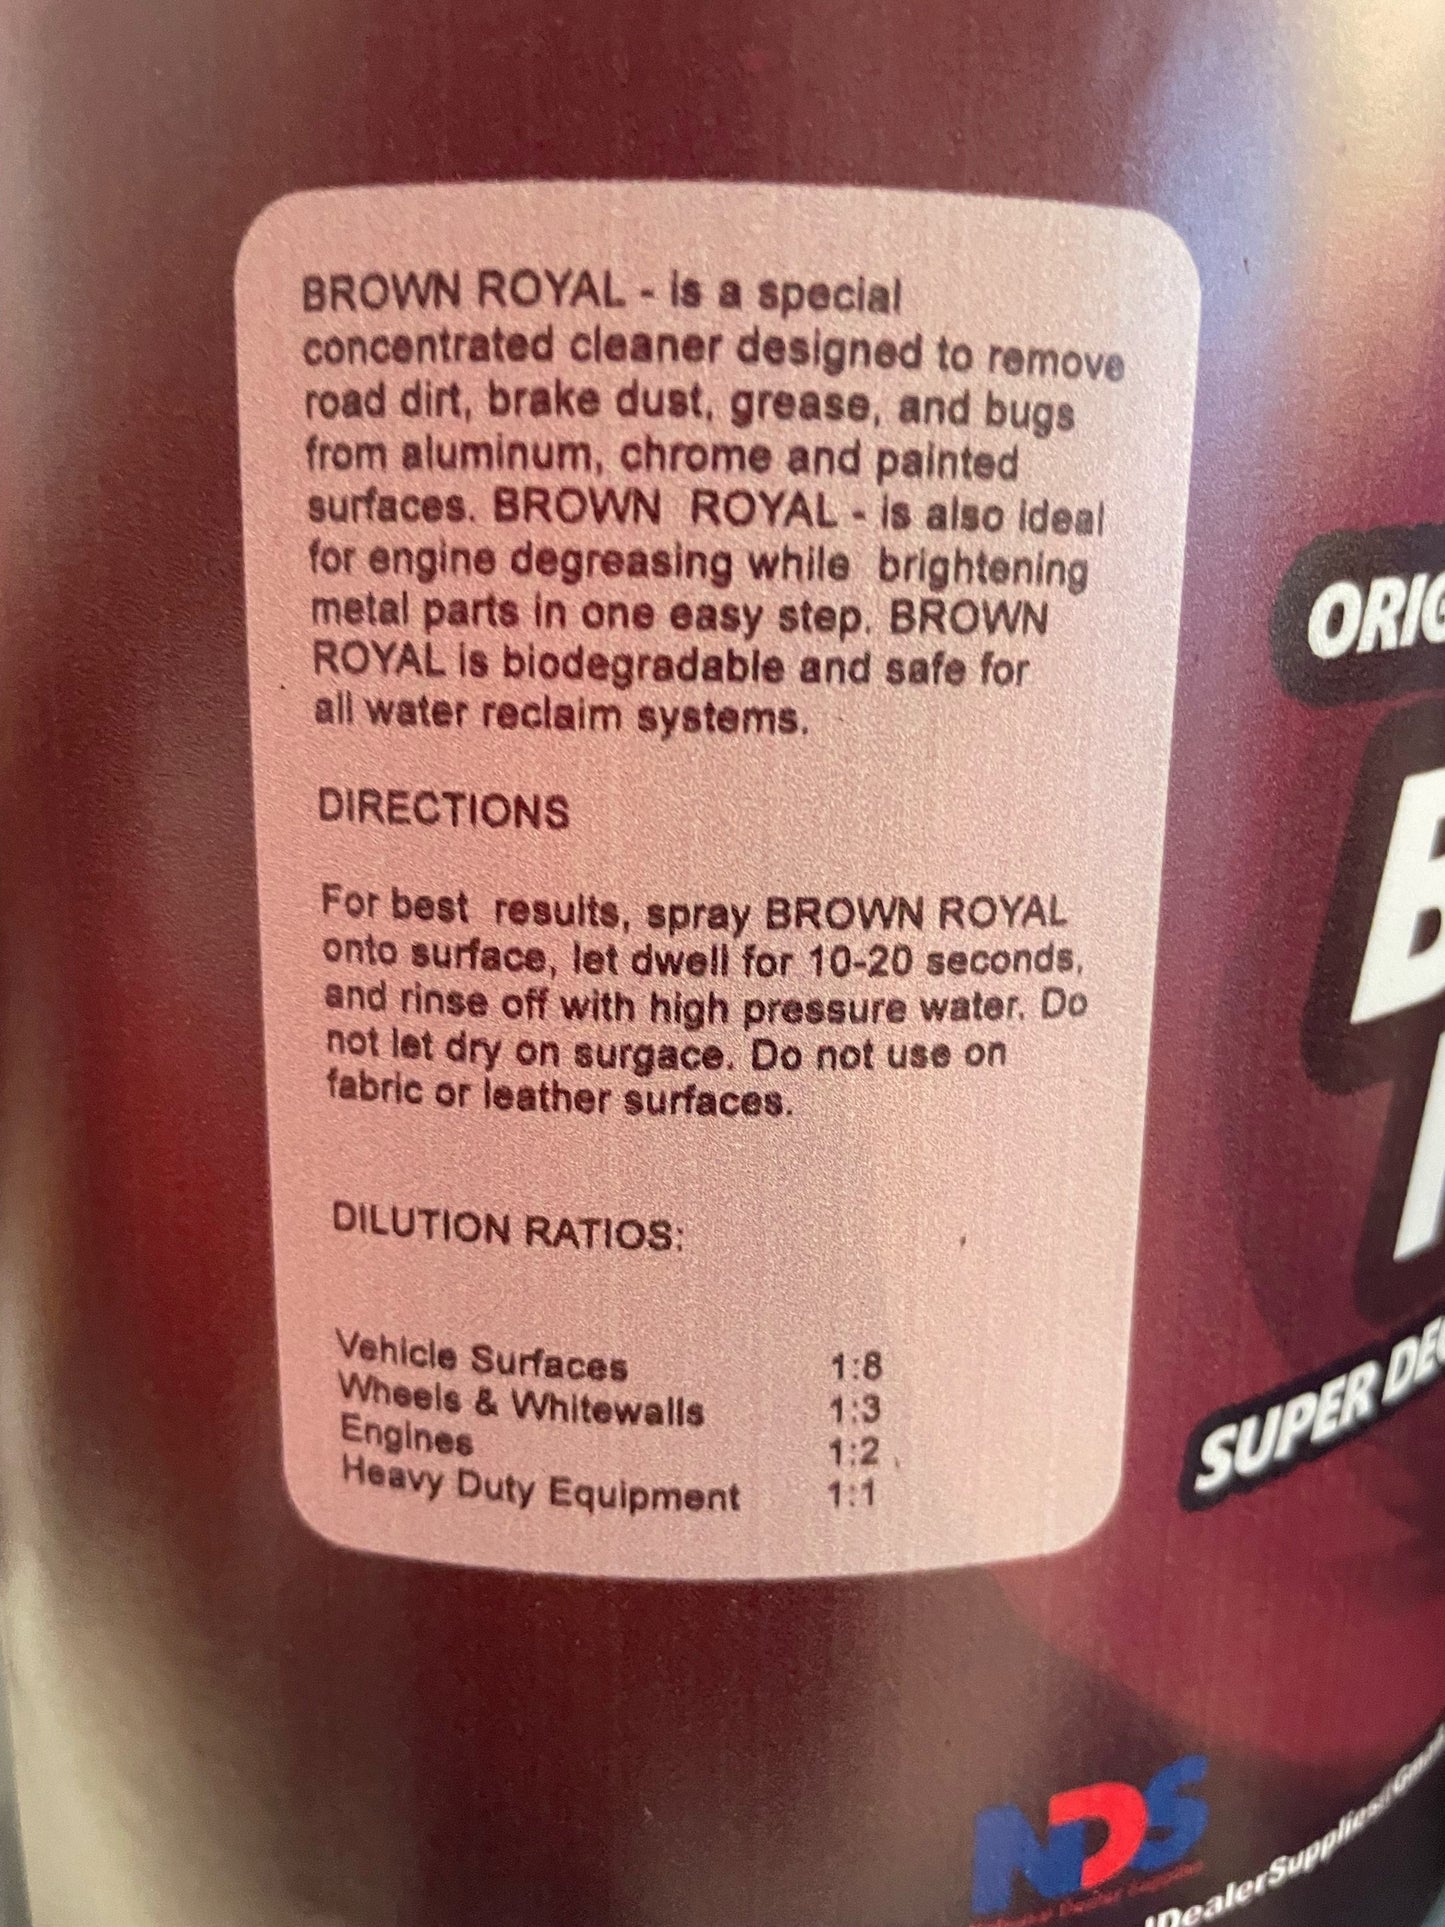 BROWN ROYAL - is a special
concentrated cleaner designed to remove
road dirt, brake dust, grease, and bugs
from aluminum, chrome and painted
surfaces. BROWN ROYAL - is also ideal
for engine degreasing while brightening
metal parts in one easy step. BROWN
ROYAL is biodegradable and safe for
all water reclaim systems.
DIRECTIONS
For best results, spray BROWN ROYAL
onto surface, let dwell for 10-20 seconds,
and rinse off with high pressure water. Do
not let dry on surgace. Do not use on
fabric or leather surfaces.
DILUTION RATIOS:
Vehicle Surfaces 1:8
Wheels & Whitewalls 1:3
Engines 1:2
Heavy Duty Equipment 1:1
ORIG
B
SUPER DE
NDS
Dealer Supplies
lDealerSupplies@Gmail